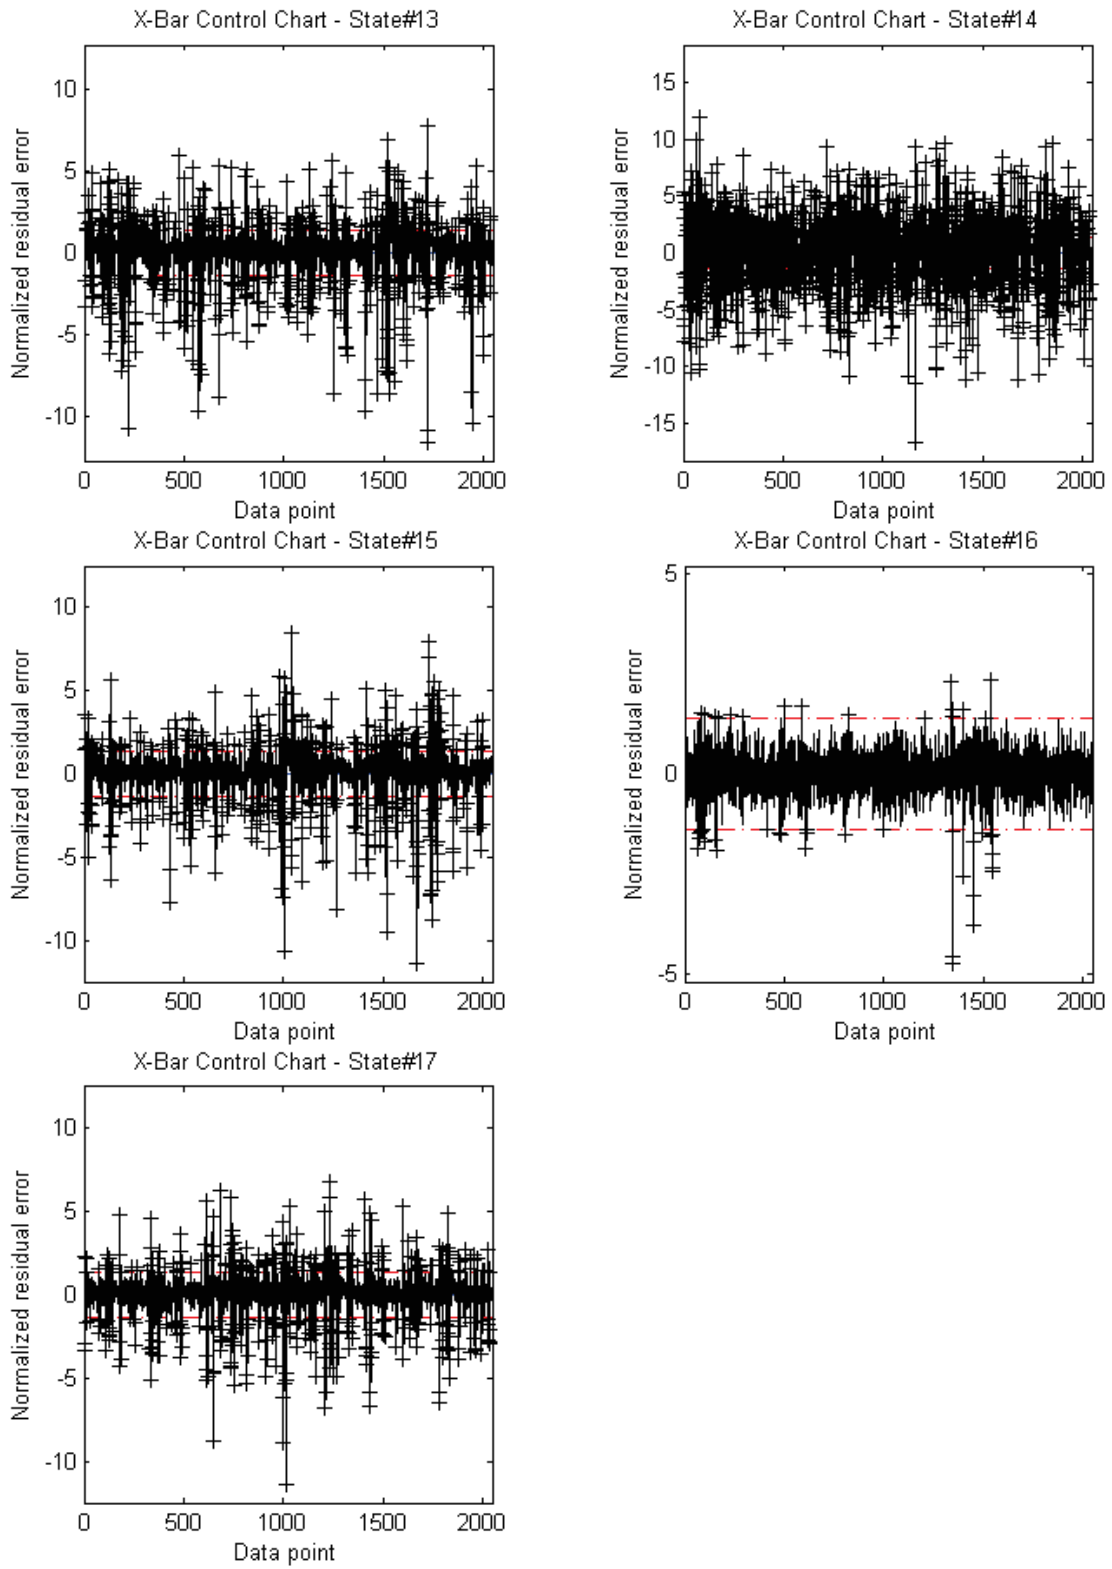 X-Bar Control Chart - State#13
Normalized residual error
10
5
0
-5
-10
0 500 1000 1500 2000
Data point
X-Bar Control Chart - State#14
Normalized residual error
15
10
5
0
-5
-10
-15
0 500 1000 1500 2000
Data point
X-Bar Control Chart - State#15
Normalized residual error
10
5
0
-5
-10
0 500 1000 1500 2000
Data point
X-Bar Control Chart - State#16
Normalized residual error
5
0
-5
0 500 1000 1500 2000
Data point
X-Bar Control Chart - State#17
Normalized residual error
10
5
0
-5
-10
0 500 1000 1500 2000
Data point